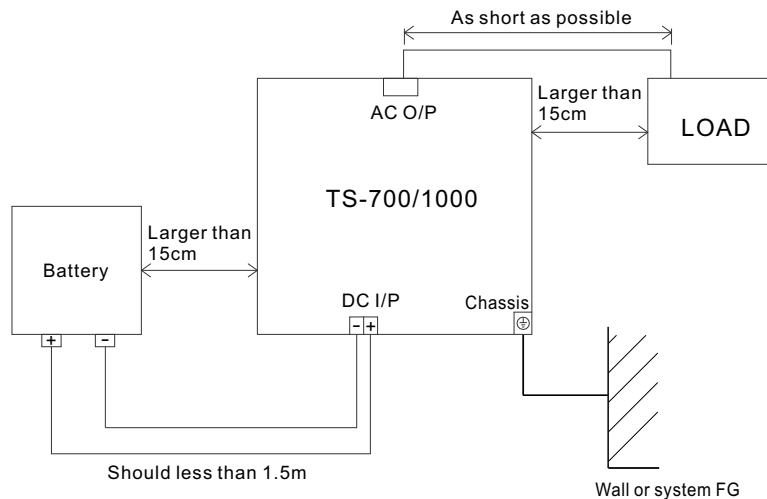 As short as possible
AC O/P
Larger than
15cm
LOAD
TS-700/1000
Larger than
15cm
Battery
DC I/P
Chassis
+
-
-
+
Should less than 1.5m
Wall or system FG